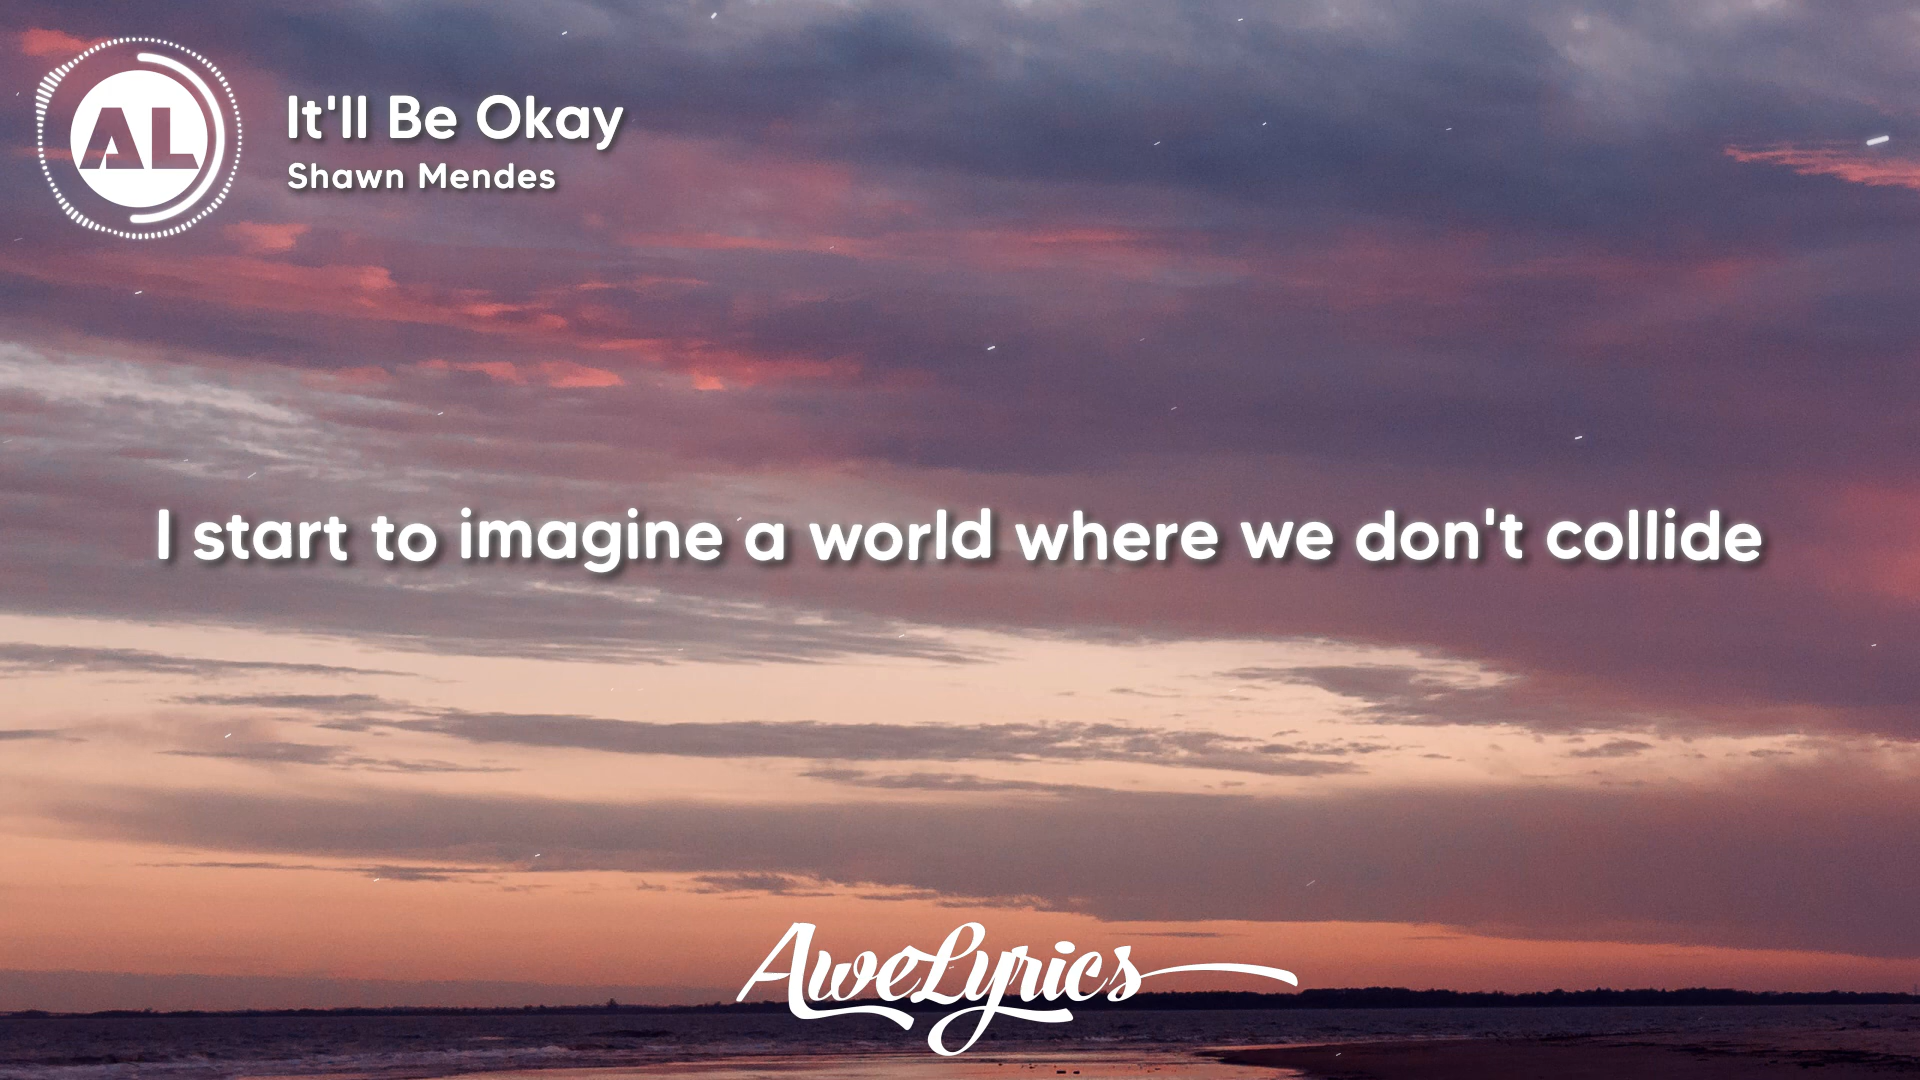 AL
It'll Be Okay
Shawn Mendes
I start to imagine a world where we don't collide
AweLyrics